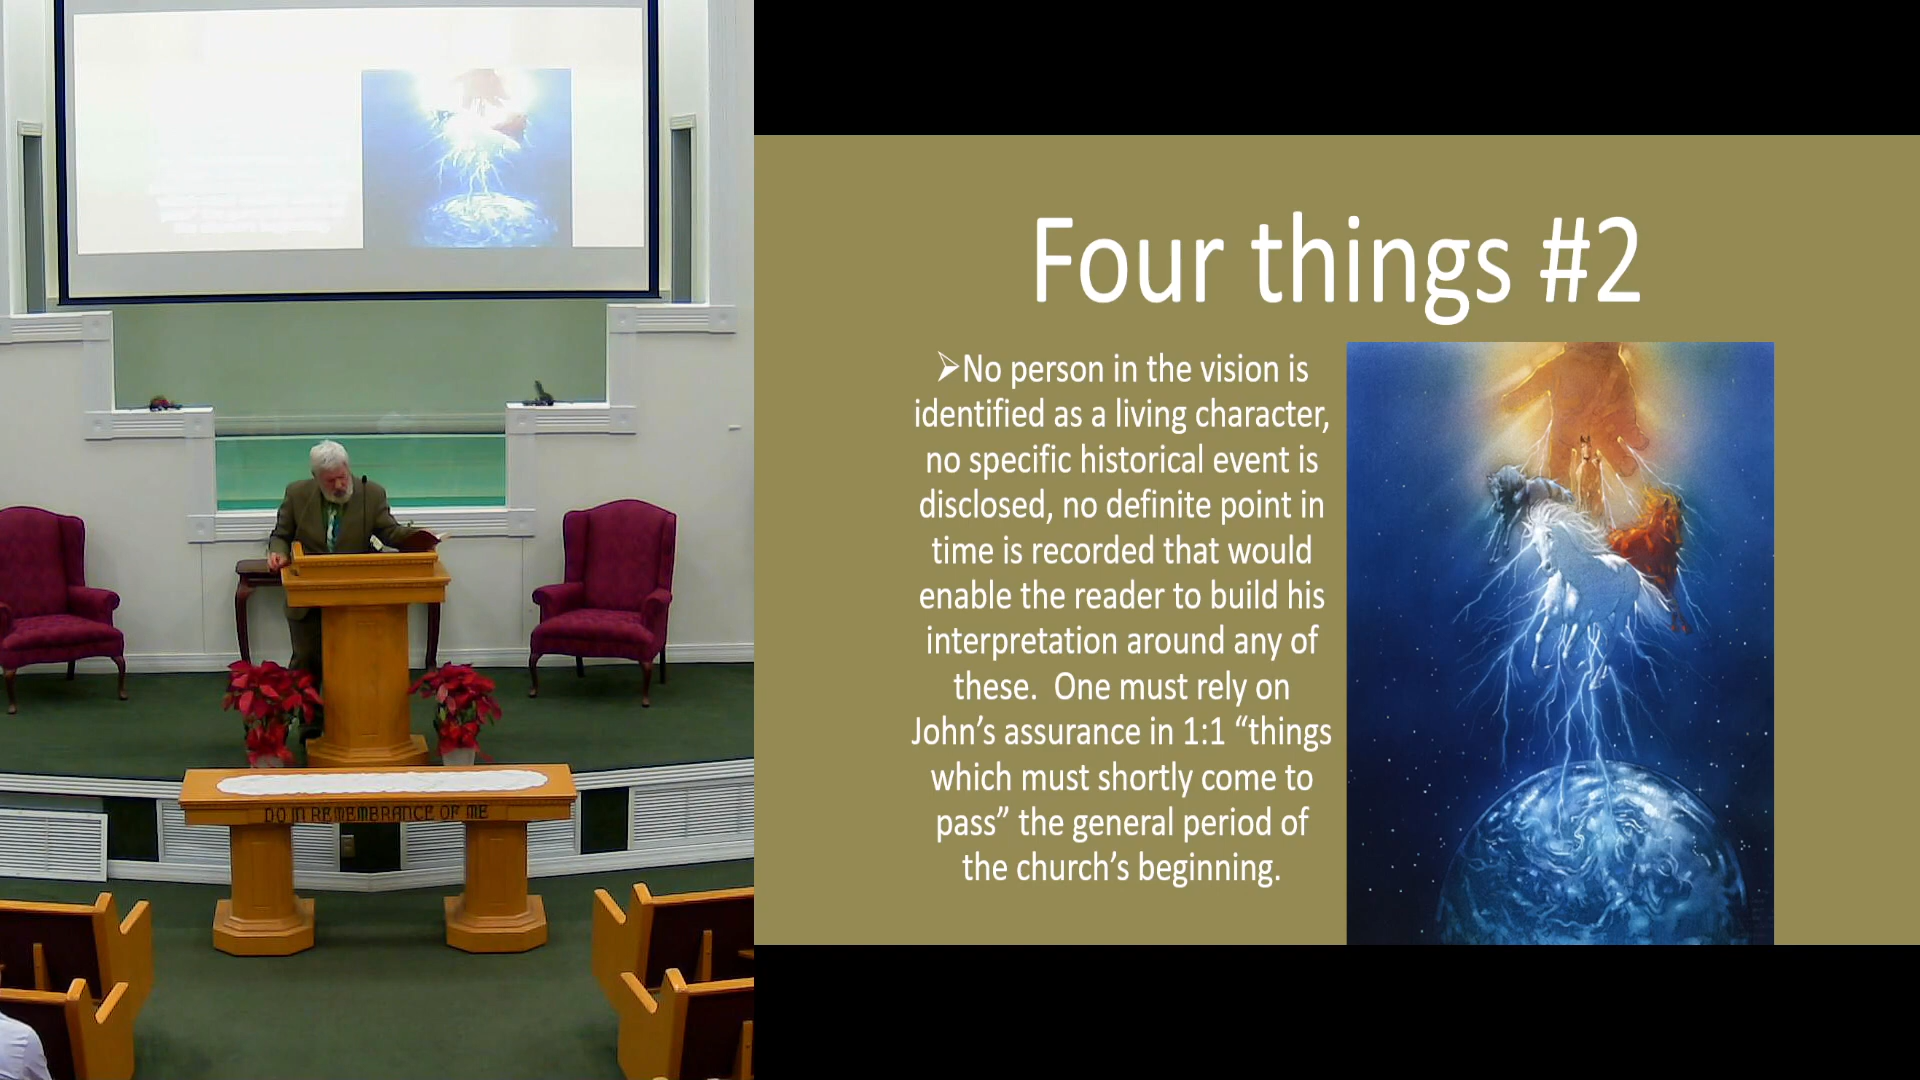 Four things #2
➢No person in the vision is
identified as a living character,
no specific historical event is
disclosed, no definite point in
time is recorded that would
enable the reader to build his
interpretation around any of
these.  One must rely on
John’s assurance in 1:1 “things
which must shortly come to
pass” the general period of
the church’s beginning.
DO IN REMEMBRANCE OF ME